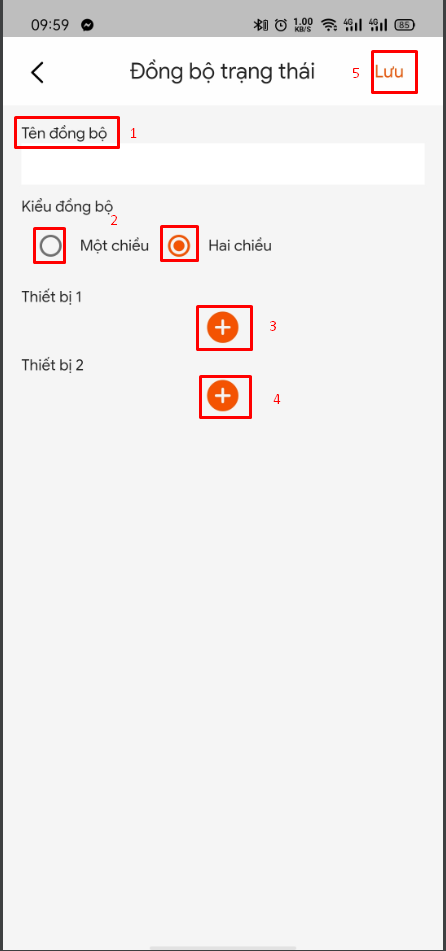 09:59 1.00 KB/S 4G 4G 85
Đồng bộ trạng thái 5 Lưu
Tên đồng bộ 1
Kiểu đồng bộ
2
Một chiều Hai chiều
Thiết bị 1
3
Thiết bị 2
4